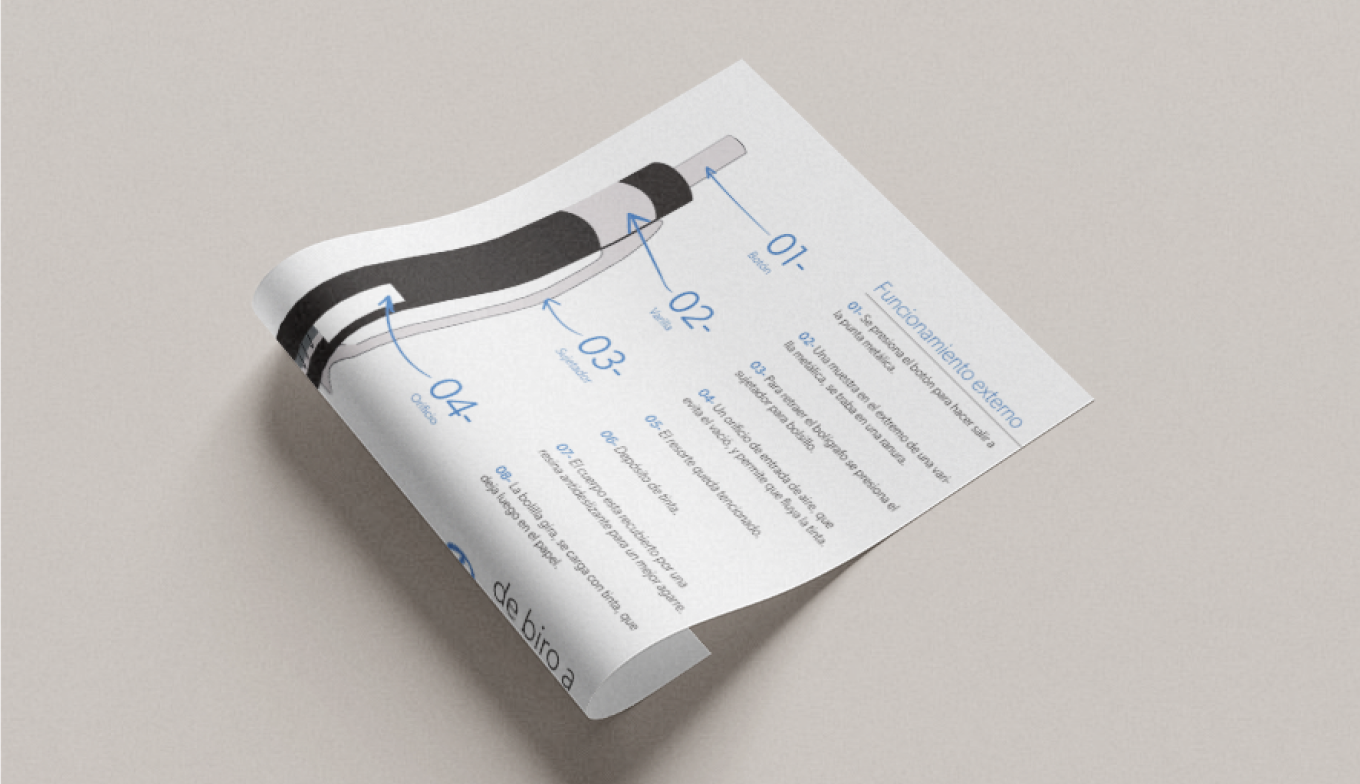 01-
Botón
02-
Varilla
03-
Sujetador
04-
Orificio
Funcionamiento externo
01- Se presiona el botón para hacer salir a
la punta metálica.
02- Una muestra en el extremo de una vari-
lla metálica, se traba en una ranura.
03- Para retraer el bolígrafo se presiona el
sujetador para bolsillo.
04- Un orificio de entrada de aire, que
evita el vació, y permite que fluya la tinta.
05- El resorte queda tencionado.
06- Depósito de tinta.
07- El cuerpo esta recubierto por una
resina antideslizante para un mejor agarre.
08- La bolilla gira, se carga con tinta, que
deja luego en el papel.
de biro a